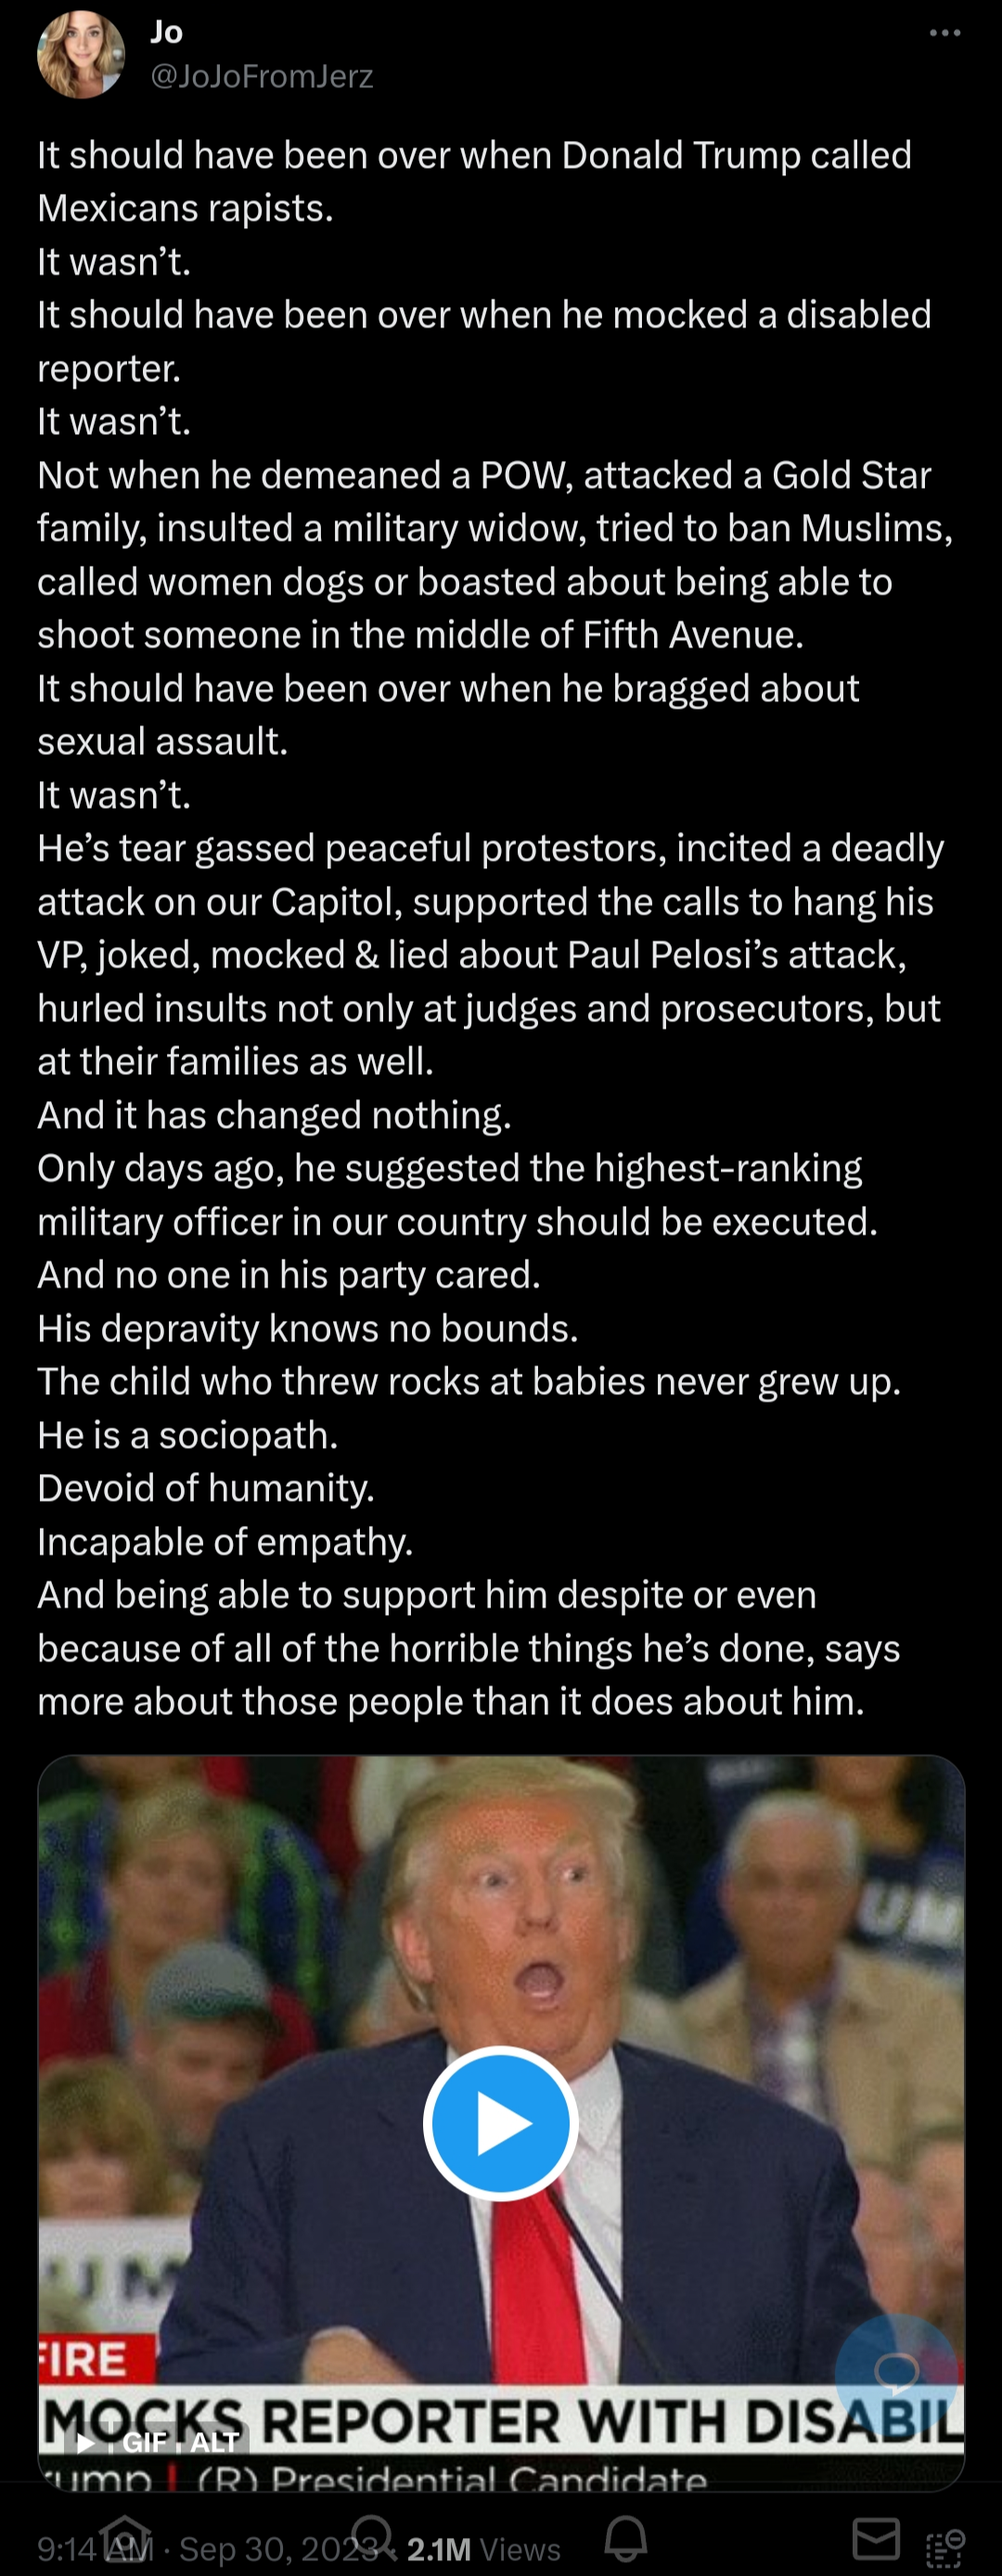 Jo
@JoJoFromJerz
It should have been over when Donald Trump called
Mexicans rapists.
It wasn’t.
It should have been over when he mocked a disabled
reporter.
It wasn’t.
Not when he demeaned a POW, attacked a Gold Star
family, insulted a military widow, tried to ban Muslims,
called women dogs or boasted about being able to
shoot someone in the middle of Fifth Avenue.
It should have been over when he bragged about
sexual assault.
It wasn’t.
He’s tear gassed peaceful protestors, incited a deadly
attack on our Capitol, supported the calls to hang his
VP, joked, mocked & lied about Paul Pelosi’s attack,
hurled insults not only at judges and prosecutors, but
at their families as well.
And it has changed nothing.
Only days ago, he suggested the highest-ranking
military officer in our country should be executed.
And no one in his party cared.
His depravity knows no bounds.
The child who threw rocks at babies never grew up.
He is a sociopath.
Devoid of humanity.
Incapable of empathy.
And being able to support him despite or even
because of all of the horrible things he’s done, says
more about those people than it does about him.
UM
UM
FIRE
MOCKS REPORTER WITH DISABIL
GIF ALT
rump | (R) Presidential Candidate
9:14 AM · Sep 30, 2023 · 2.1M Views